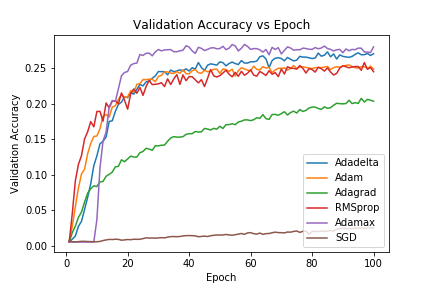 Validation Accuracy vs Epoch
Validation Accuracy
0.25
0.20
0.15
0.10
0.05
0.00
0
20
40
60
80
100
Epoch
Adadelta
Adam
Adagrad
RMSprop
Adamax
SGD